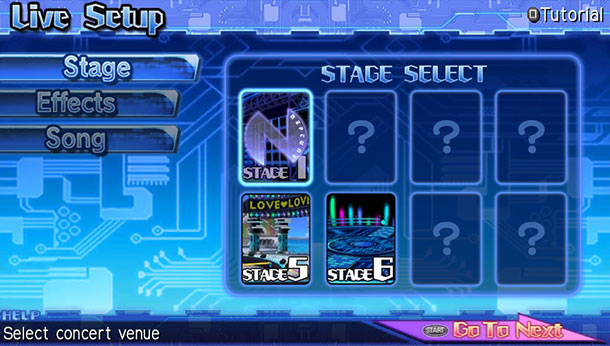 Live Setup
Tutorial
Stage
Effects
Song
STAGE SELECT
N
NEPTUN
STAGE 1
?
?
?
LOVE♥LOVE
STAGE 5
STAGE 6
?
?
HELP
Select concert venue
START
Go To Next